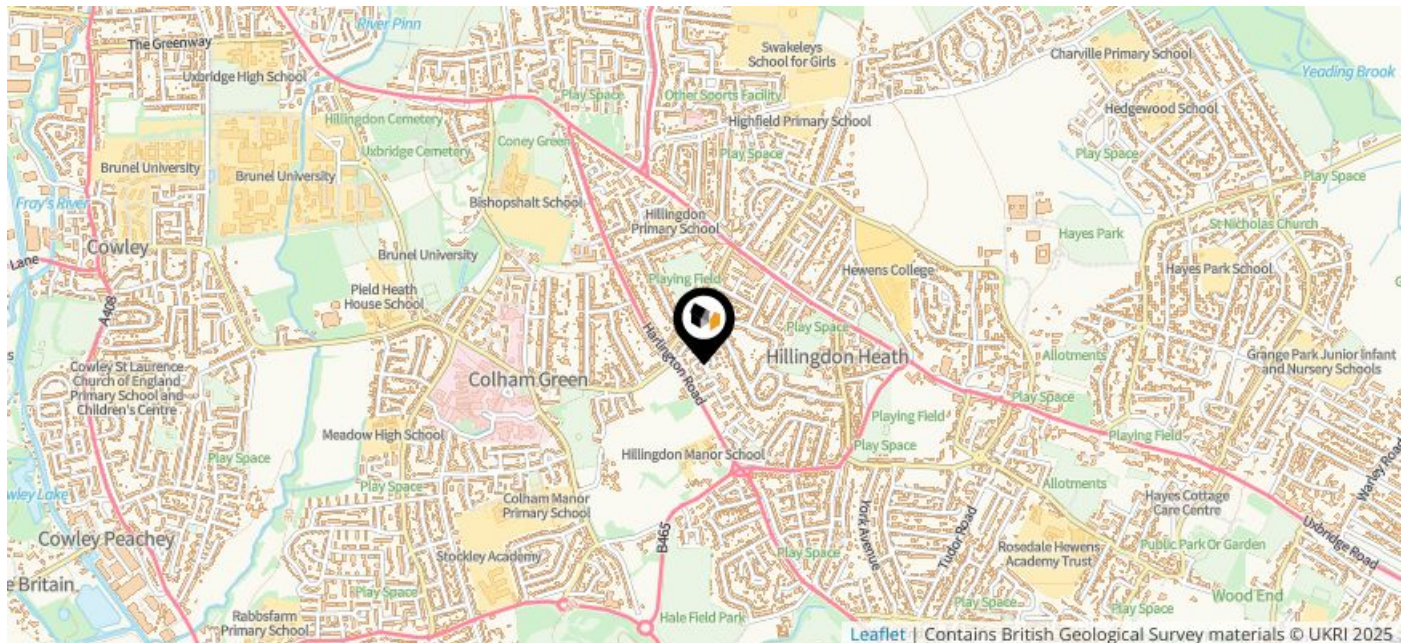 River Pinn
The Greenway
Swakeleys
School for Girls
Charville Primary School
Yeading Brook
Uxbridge High School
Play Space
Other Sports Facility
Hedgewood School
Hillingdon Cemetery
Highfield Primary School
Coney Green
Uxbridge Cemetery
Play Space
Play Space
Brunel University
Brunel University
Play Space
Fray's River
Bishopshalt School
Hillingdon
Primary School
St Nicholas Church
Cowley
Hayes Park
Lane
Brunel University
Hewens College
Hayes Park School
Playing Field
Pield Heath
House School
A408
Play Space
Harlington Road
Hillingdon Heath
Allotments
Grange Park Junior Infant
and Nursery Schools
Cowley St Laurence
Church of England
Primary School and
Children's Centre
Colham Green
Play Space
Playing Field
Meadow High School
Playing Field
Play Space
Hillingdon Manor School
Play Space
Warley Road
Allotments
Play Space
Cowley Lake
Colham Manor
Primary School
Hayes Cottage
Care Centre
York Avenue
Tudor Road
Uxbridge Road
Cowley Peachey
B465
Public Park Or Garden
Stockley Academy
Play Space
Rosedale Hewens
Academy Trust
e Britain
Play Space
Wood End
Play Space
Play Space
Rabbsfarm
Primary School
Hale Field Park
Leaflet | Contains British Geological Survey materials © UKRI 2025